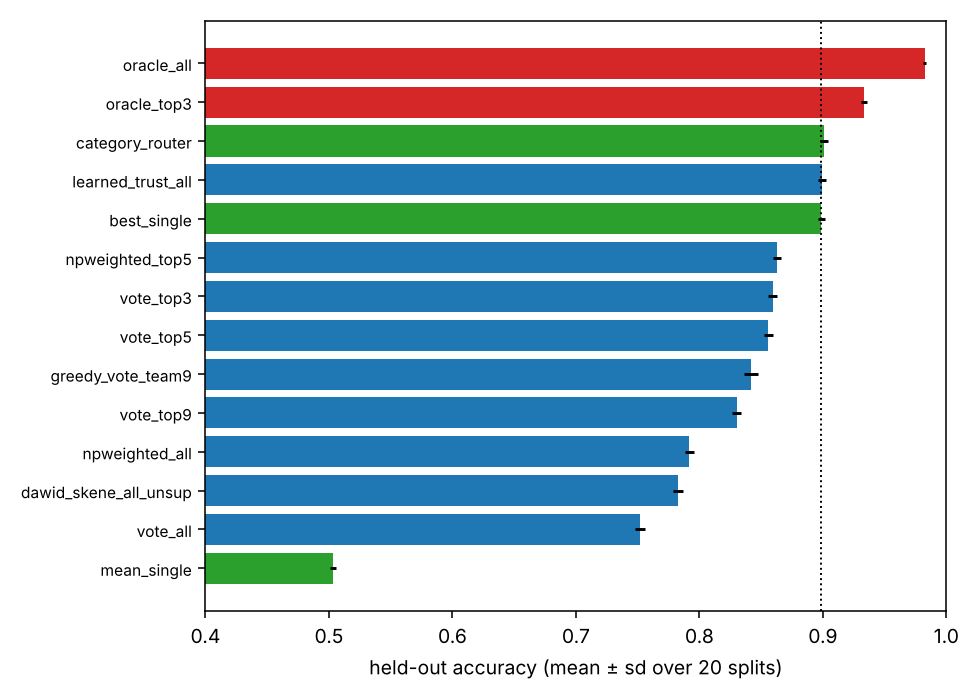 oracle_all
oracle_top3
category_router
learned_trust_all
best_single
npweighted_top5
vote_top3
vote_top5
greedy_vote_team9
vote_top9
npweighted_all
dawid_skene_all_unsup
vote_all
mean_single
0.4 0.5 0.6 0.7 0.8 0.9 1.0
held-out accuracy (mean ± sd over 20 splits)